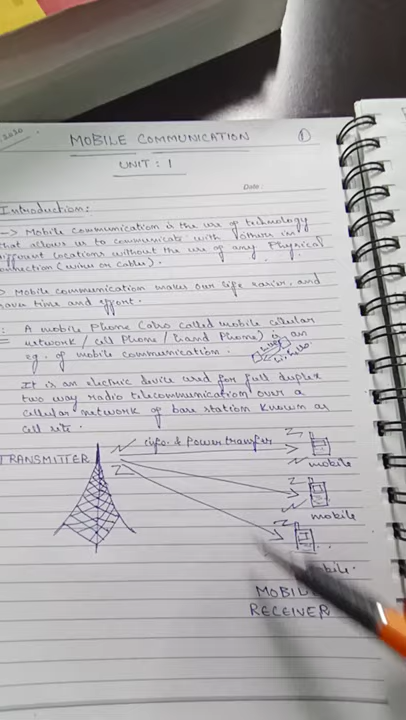 2020
MOBILE COMMUNICATION
1
UNIT : 1
Date :
Introduction:
-> Mobile communication is the use of technology
that allows us to communicate with others in
different locations without the use of any Physical
connection (wires or cables).
> Mobile communication makes our life easier, and
save time and effort.
: A mobile Phone (also called mobile cellular
= network / cell Phone / hand Phone) is an
eg. of mobile communication.
It is an electric device used for full duplex
two way radio telecommunication over a
cellular network of base station known as
cell site.
info. & power transfer
TRANSMITTER
mobile
mobile
bile.
MOBIL
RECEIVER